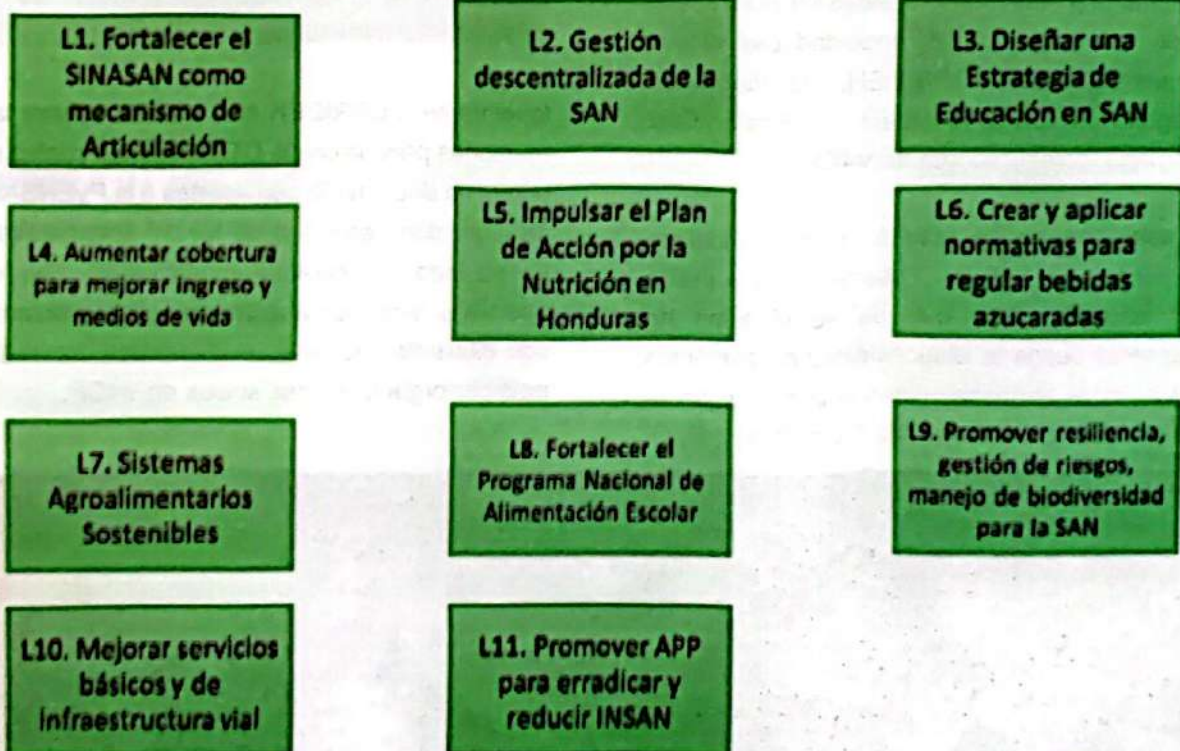 L1. Fortalecer el
SINASAN como
mecanismo de
Articulación
L2. Gestión
descentralizada de la
SAN
L3. Diseñar una
Estrategia de
Educación en SAN
L4. Aumentar cobertura
para mejorar ingreso y
medios de vida
L5. Impulsar el Plan
de Acción por la
Nutrición en
Honduras
L6. Crear y aplicar
normativas para
regular bebidas
azucaradas
L7. Sistemas
Agroalimentarios
Sostenibles
L8. Fortalecer el
Programa Nacional de
Alimentación Escolar
L9. Promover resiliencia,
gestión de riesgos,
manejo de biodiversidad
para la SAN
L10. Mejorar servicios
básicos y de
infraestructura vial
L11. Promover APP
para erradicar y
reducir INSAN